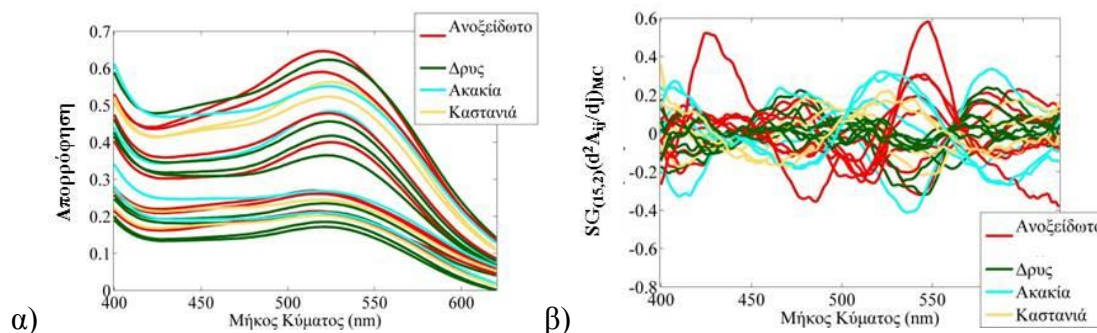 α)
Απορρόφηση
0.7
0.6
0.5
0.4
0.3
0.2
0.1
0
400
450
500
550
600
Μήκος Κύματος (nm)
Ανοξείδωτο
Δρυς
Ακακία
Καστανιά
β)
SG(15,2)(d²Aij/dj)MC
0.6
0.4
0.2
0
-0.2
-0.4
-0.6
-0.8
400
450
500
550
Μήκος Κύματος (nm)
Ανοξείδωτο
Δρυς
Ακακία
Καστανιά